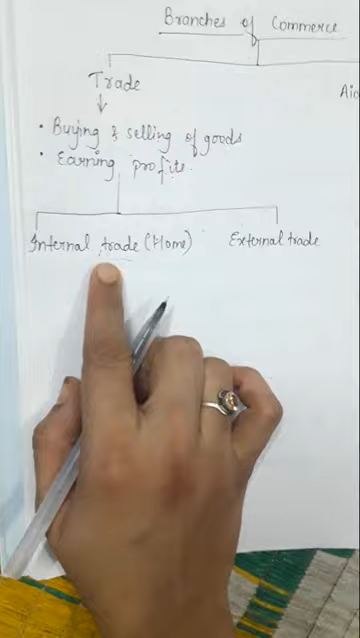 Branches of Commerce
Trade
• Buying & selling of goods
• Earning profits.
Internal trade (Home)
External trade